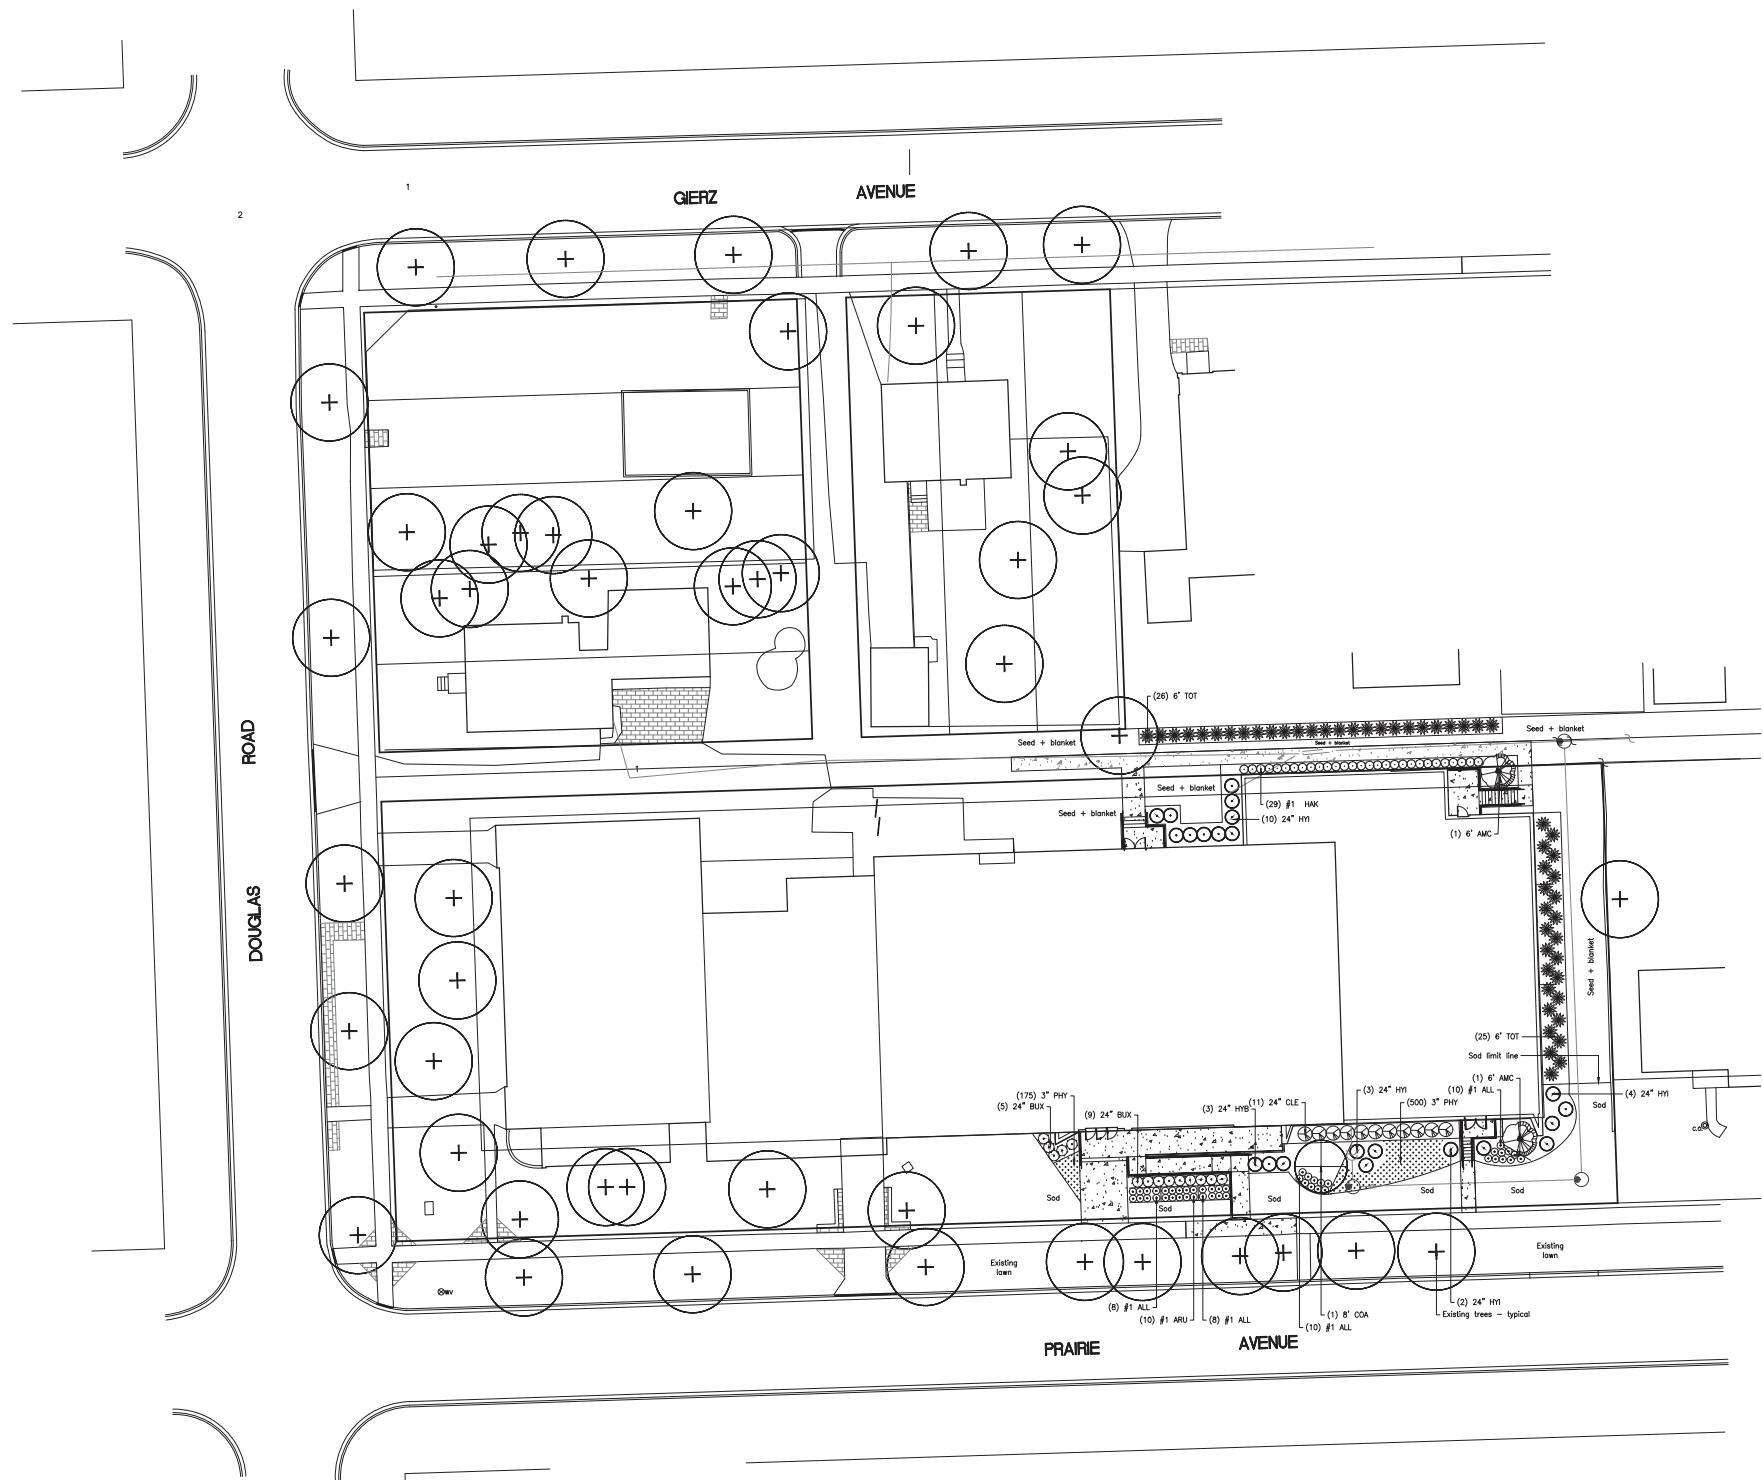 1
GIERZ AVENUE
2
(26) 6' TOT
ROAD
Seed + blanket
Seed + blanket
Seed + blanket
1
Seed + blanket
(29) #1 HAK
Seed + blanket
(10) 24" HYI
(1) 6' AMC
DOUGLAS
Seed + blanket
(25) 6' TOT
Sod limit line
(1) 6' AMC
(175) 3" PHY
(3) 24" HYI
(10) #1 ALL
(4) 24" HYI
(5) 24" BUX
(9) 24" BUX
(3) 24" HYB
(11) 24" CLE
(500) 3" PHY
Sod
c.o.
Sod
Sod
Sod
Sod
Sod
Existing
lawn
Existing
lawn
wv
(8) #1 ALL
(10) #1 ARU
(8) #1 ALL
(1) 8' COA
(10) #1 ALL
(2) 24" HYI
Existing trees - typical
PRAIRIE AVENUE